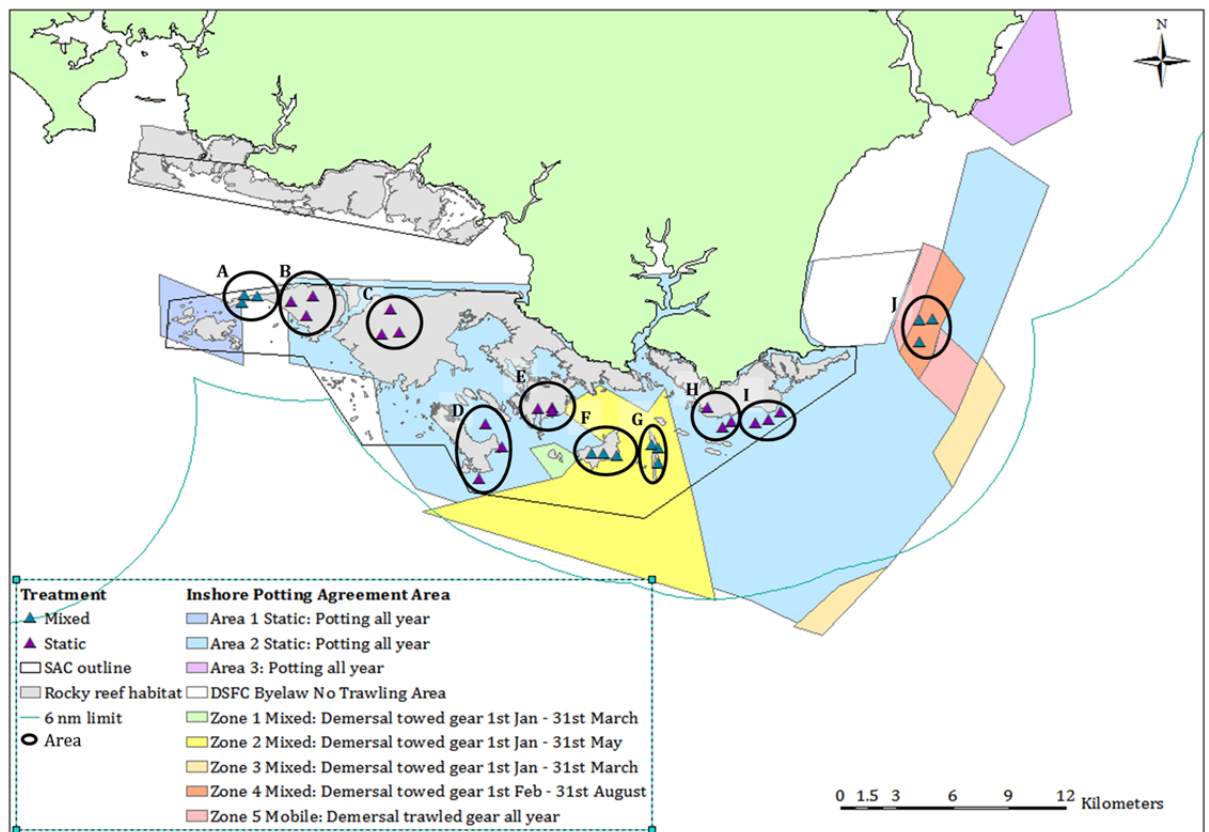 N
A
B
C
J
E
H
I
D
F
G
Treatment
Mixed
Static
SAC outline
Rocky reef habitat
6 nm limit
Area
Inshore Potting Agreement Area
Area 1 Static: Potting all year
Area 2 Static: Potting all year
Area 3: Potting all year
DSFC Byelaw No Trawling Area
Zone 1 Mixed: Demersal towed gear 1st Jan - 31st March
Zone 2 Mixed: Demersal towed gear 1st Jan - 31st May
Zone 3 Mixed: Demersal towed gear 1st Jan - 31st March
Zone 4 Mixed: Demersal towed gear 1st Feb - 31st August
Zone 5 Mobile: Demersal trawled gear all year
0 1.5 3 6 9 12
Kilometers